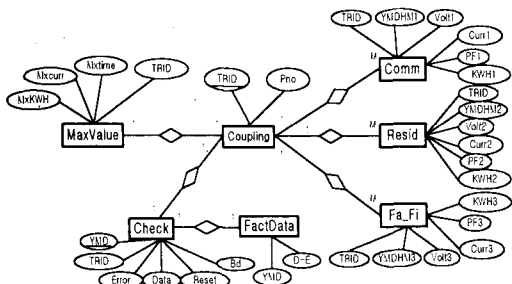 TRID
YMDHM1
Volt1
Curr1
PF1
KWH1
M
Comm
Mxcurr
Mxtime
TRID
MxKWH
MaxValue
TRID
Pno
Coupling
TRID
YMDHM2
Volt2
Curr2
PF2
KWH2
M
Resid
KWH3
PF3
Curr3
M
Fa_Fi
TRID
YMDHM3
Volt3
Check
FactData
YMD
TRID
Error
Data
Reset
Bd
YMD
D-E